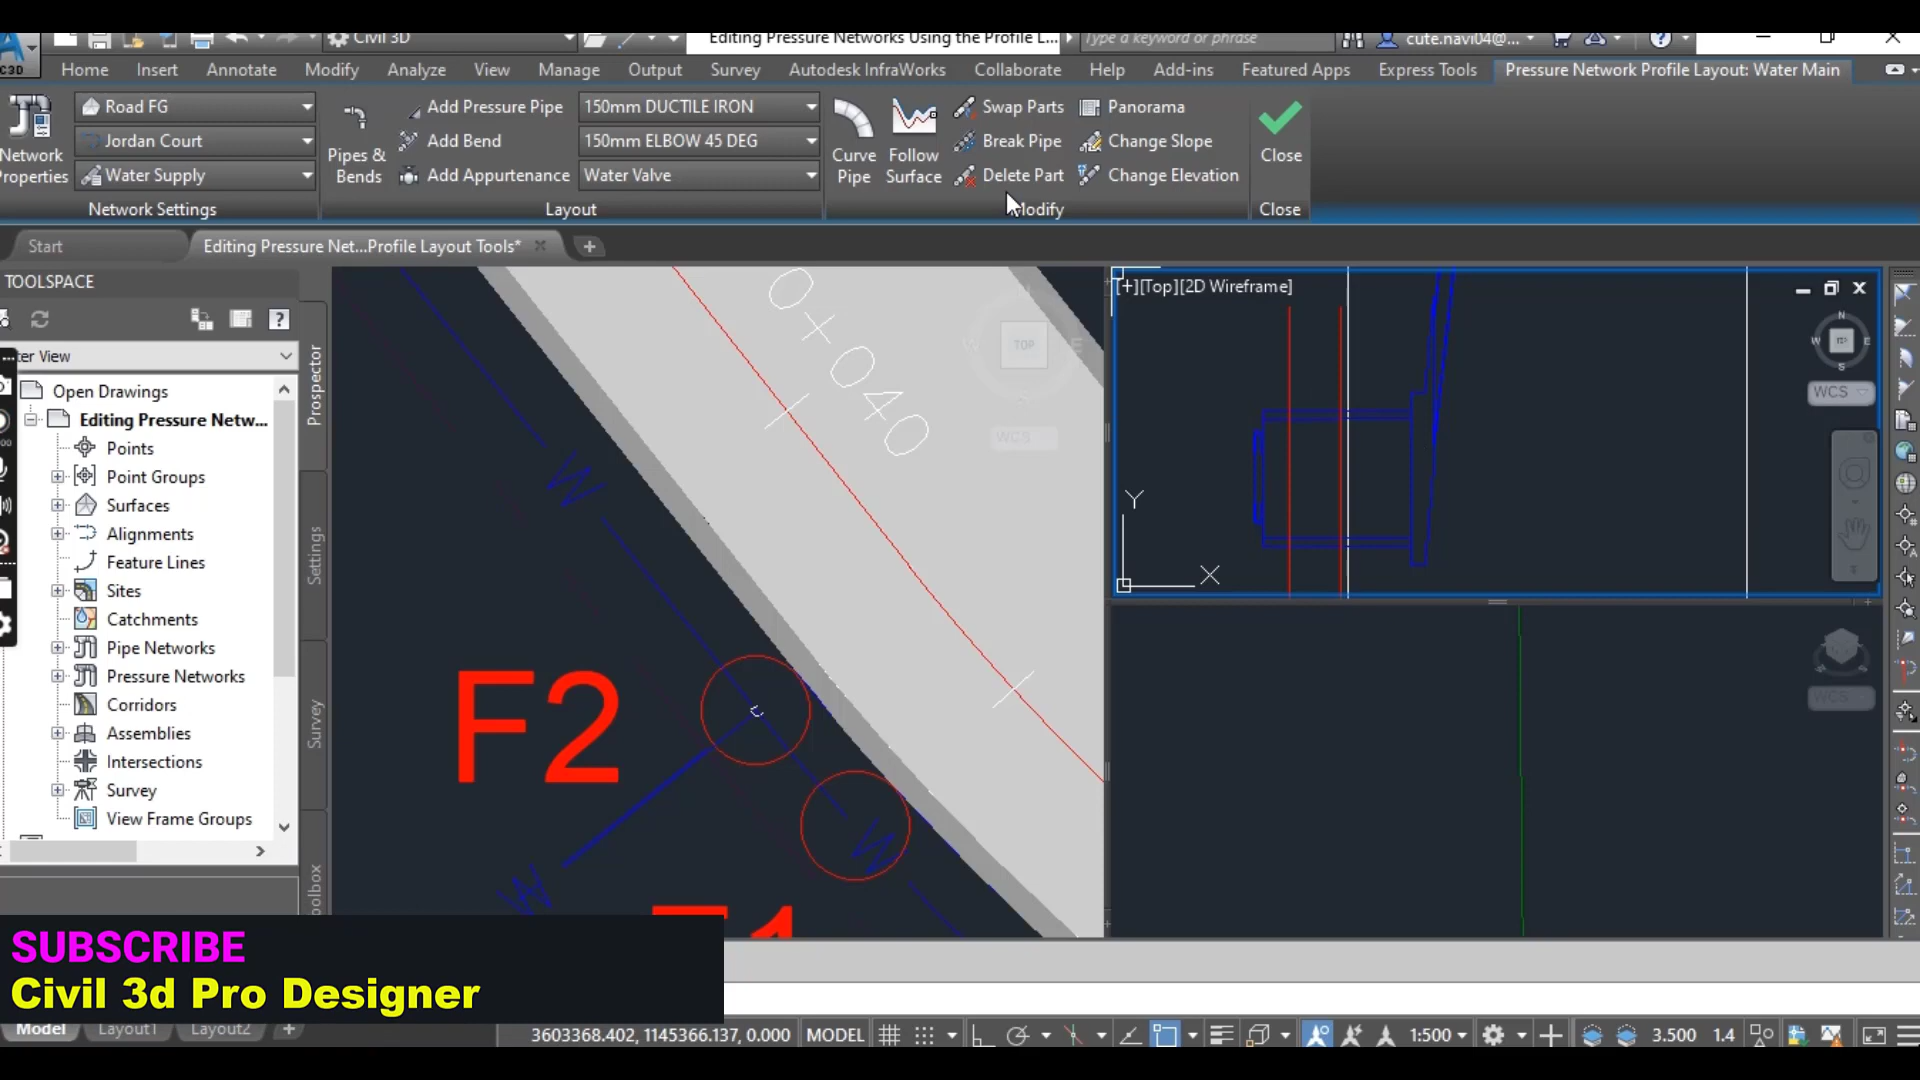 Civil 3D
Editing Pressure Networks Using the Profile L...
Type a keyword or phrase
cute.navi04@...
C3D
Home
Insert
Annotate
Modify
Analyze
View
Manage
Output
Survey
Autodesk InfraWorks
Collaborate
Help
Add-ins
Featured Apps
Express Tools
Pressure Network Profile Layout: Water Main
Network
Properties
Road FG
Jordan Court
Water Supply
Network Settings
Pipes &
Bends
Add Pressure Pipe
Add Bend
Add Appurtenance
150mm DUCTILE IRON
150mm ELBOW 45 DEG
Water Valve
Layout
Curve
Pipe
Follow
Surface
Swap Parts
Break Pipe
Delete Part
Panorama
Change Slope
Change Elevation
Modify
Close
Close
Start
Editing Pressure Net...Profile Layout Tools*
TOOLSPACE
ter View
Open Drawings
Editing Pressure Netw...
Points
Point Groups
Surfaces
Alignments
Feature Lines
Sites
Catchments
Pipe Networks
Pressure Networks
Corridors
Assemblies
Intersections
Survey
View Frame Groups
Prospector
Settings
Survey
oolbox
0+040
W
F2
W
W
TOP
WCS
[+][Top][2D Wireframe]
N
W
E
S
WCS
Y
X
WCS
SUBSCRIBE
Civil 3d Pro Designer
Model
Layout1
Layout2
3603368.402, 1145366.137, 0.000
MODEL
1:500
3.500
1.4